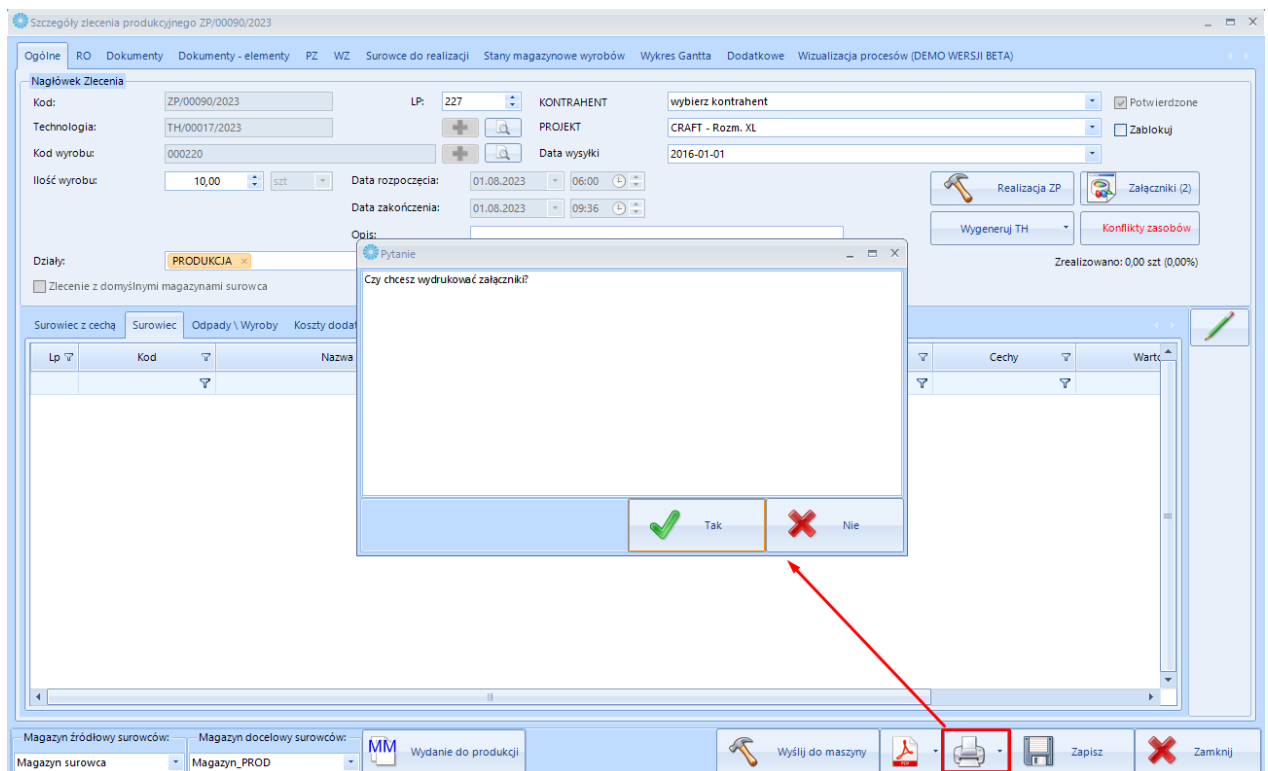 Szczegóły zlecenia produkcyjnego ZP/00090/2023
Ogólne RO Dokumenty Dokumenty - elementy PZ WZ Surowce do realizacji Stany magazynowe wyrobów Wykres Gantta Dodatkowe Wizualizacja procesów (DEMO WERSJI BETA)
Nagłówek Zlecenia
Kod: ZP/00090/2023 LP: 227 KONTRAHENT wybierz kontrahent Potwierdzone
Technologia: TH/00017/2023 PROJEKT CRAFT - Rozm. XL Zablokuj
Kod wyrobu: 000220 Data wysyłki 2016-01-01
Ilość wyrobu: 10,00 szt Data rozpoczęcia: 01.08.2023 06:00 Realizacja ZP Załączniki (2)
Data zakończenia: 01.08.2023 09:36
Wygeneruj TH Konflikty zasobów
Opis:
Pytanie
Działy: PRODUKCJA × Zrealizowano: 0,00 szt (0,00%)
Czy chcesz wydrukować załączniki?
Zlecenie z domyślnymi magazynami surowca
Surowiec z cechą Surowiec Odpady \ Wyroby Koszty dodat
Lp Kod Nazwa Cechy Warto
Tak Nie
Magazyn źródłowy surowców: Magazyn docelowy surowców:
MM Wydanie do produkcji Wyślij do maszyny PDF Zapisz Zamknij
Magazyn surowca Magazyn_PROD